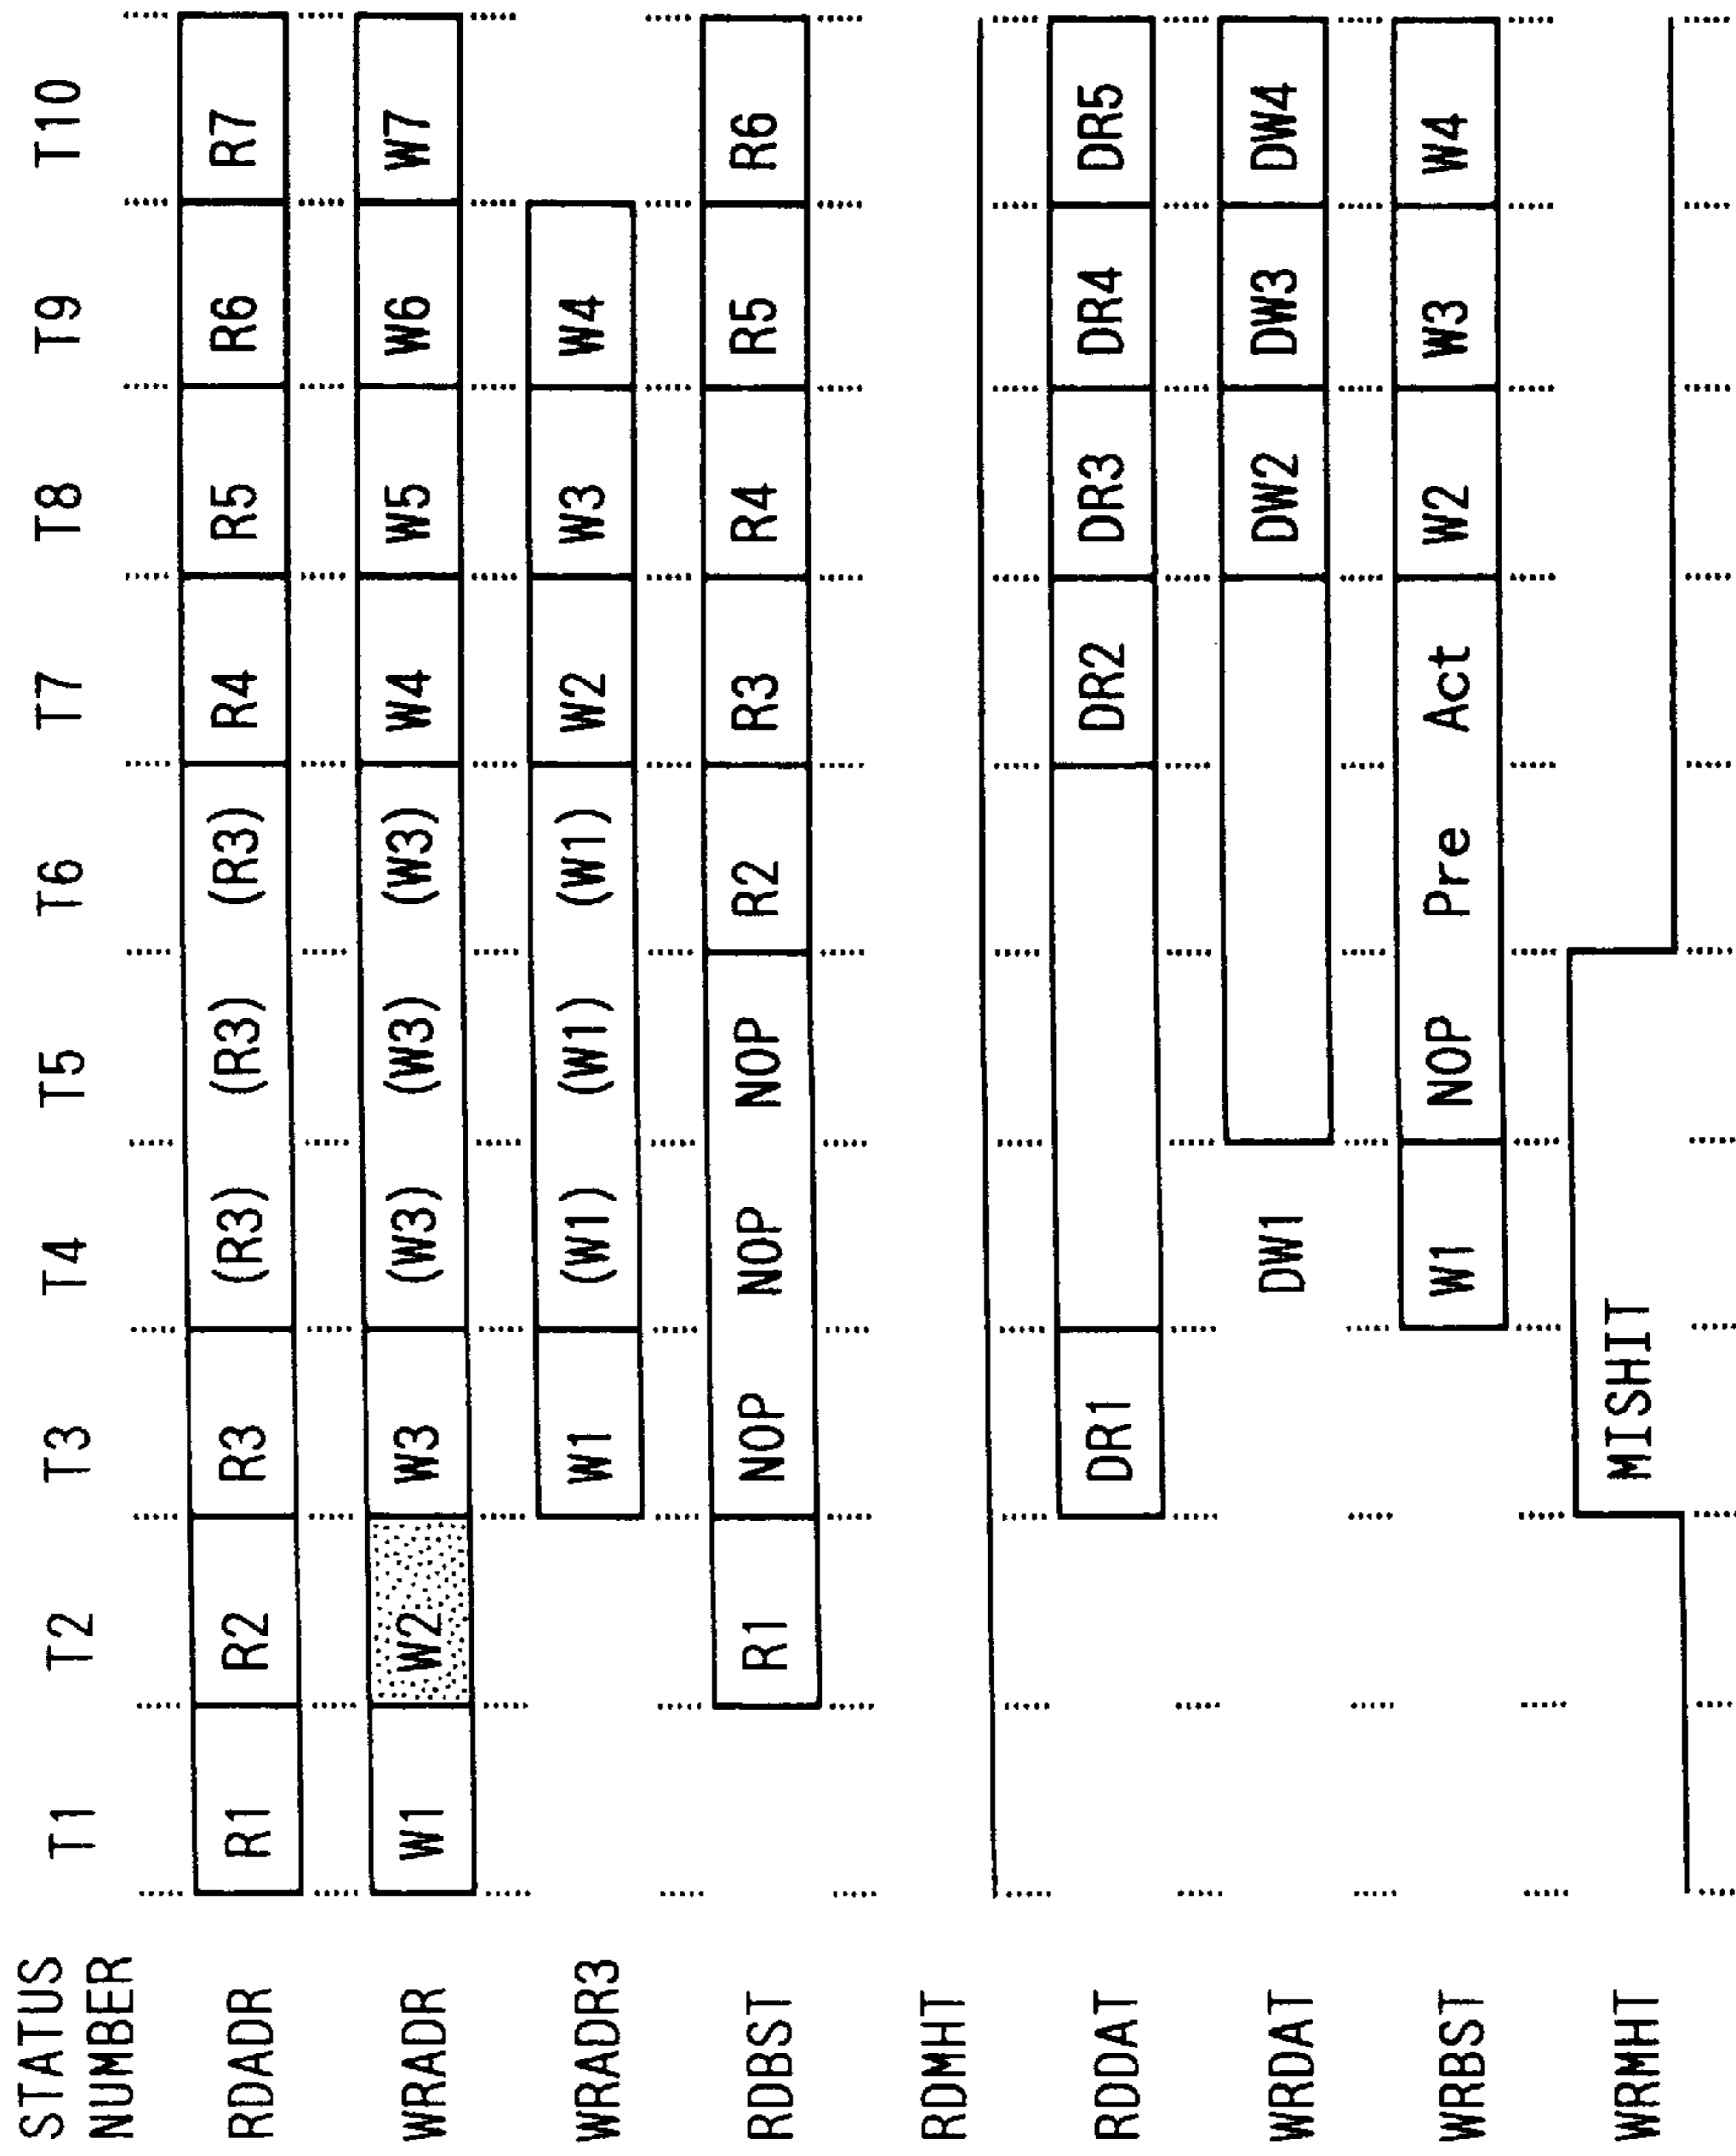 STATUS NUMBER T1 T2 T3 T4 T5 T6 T7 T8 T9 T10
RDADR R1 R2 R3 (R3) (R3) (R3) R4 R5 R6 R7
WRADR W1 W2 W3 (W3) (W3) (W3) W4 W5 W6 W7
WRADR3 W1 (W1) (W1) (W1) W2 W3 W4
RDBST R1 NOP NOP NOP R2 R3 R4 R5 R6
RDMHT
RDDAT DR1 DR2 DR3 DR4 DR5
WRDAT DW1 DW2 DW3 DW4
WRBST W1 NOP Pre Act W2 W3 W4
WRMHT MISHIT